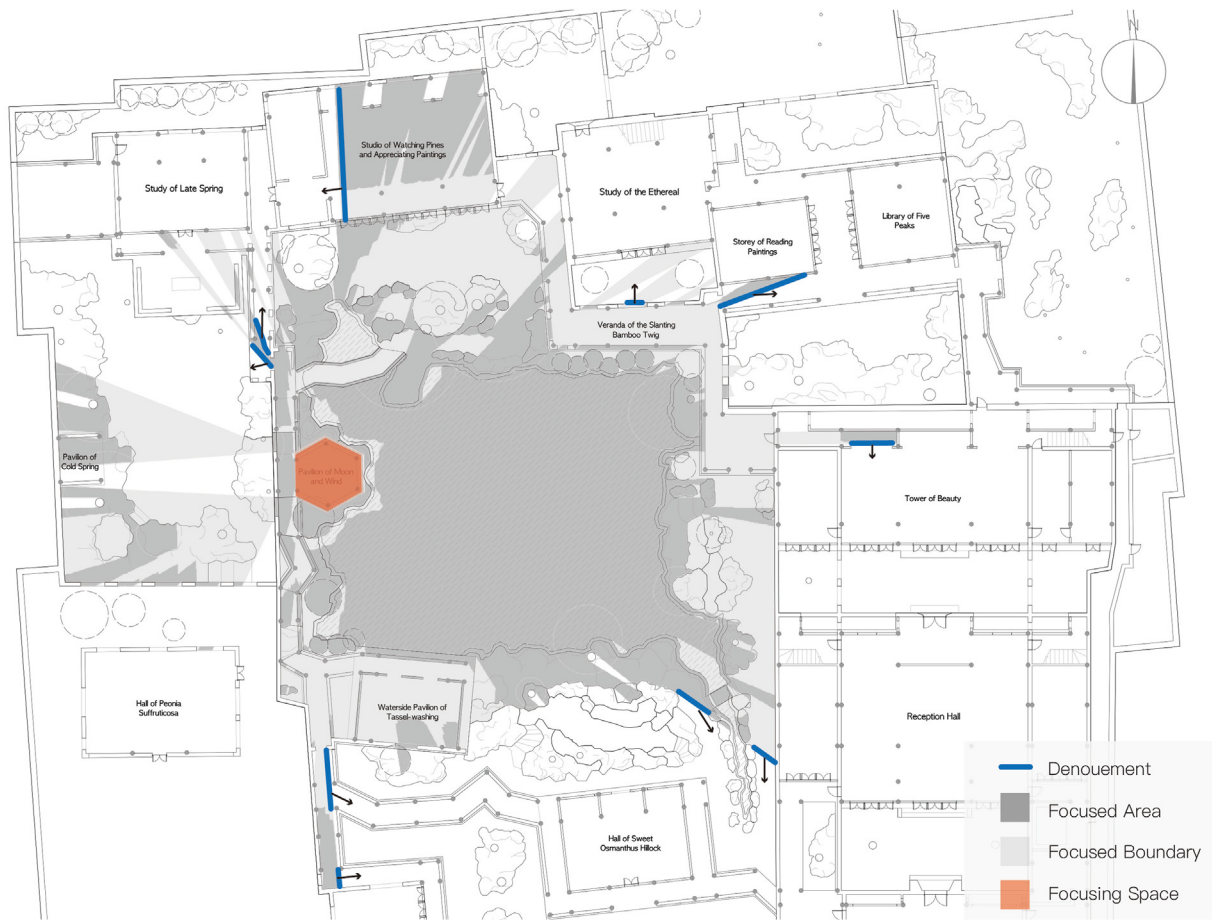 N
Studio of Watching Pines
and Appreciating Paintings
Study of Late Spring
Study of the Ethereal
Library of Five
Peaks
Storey of Reading
Paintings
Veranda of the Slanting
Bamboo Twig
Pavilion of
Cold Spring
Pavilion of Moon
and Wind
Tower of Beauty
Hall of Peonia
Suffruticosa
Waterside Pavilion of
Tassel-washing
Reception Hall
Hall of Sweet
Osmanthus Hillock
Denouement
Focused Area
Focused Boundary
Focusing Space